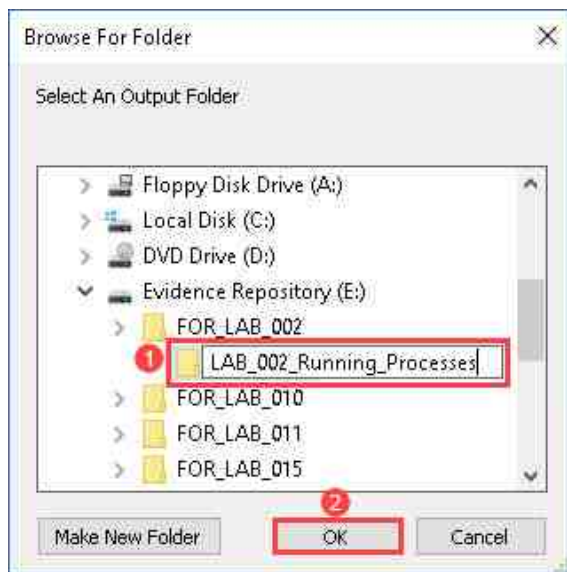 Browse For Folder
Select An Output Folder
Floppy Disk Drive (A:)
Local Disk (C:)
DVD Drive (D:)
Evidence Repository (E:)
FOR_LAB_002
1 LAB_002_Running_Processes
FOR_LAB_010
FOR_LAB_011
FOR_LAB_015
2
Make New Folder OK Cancel